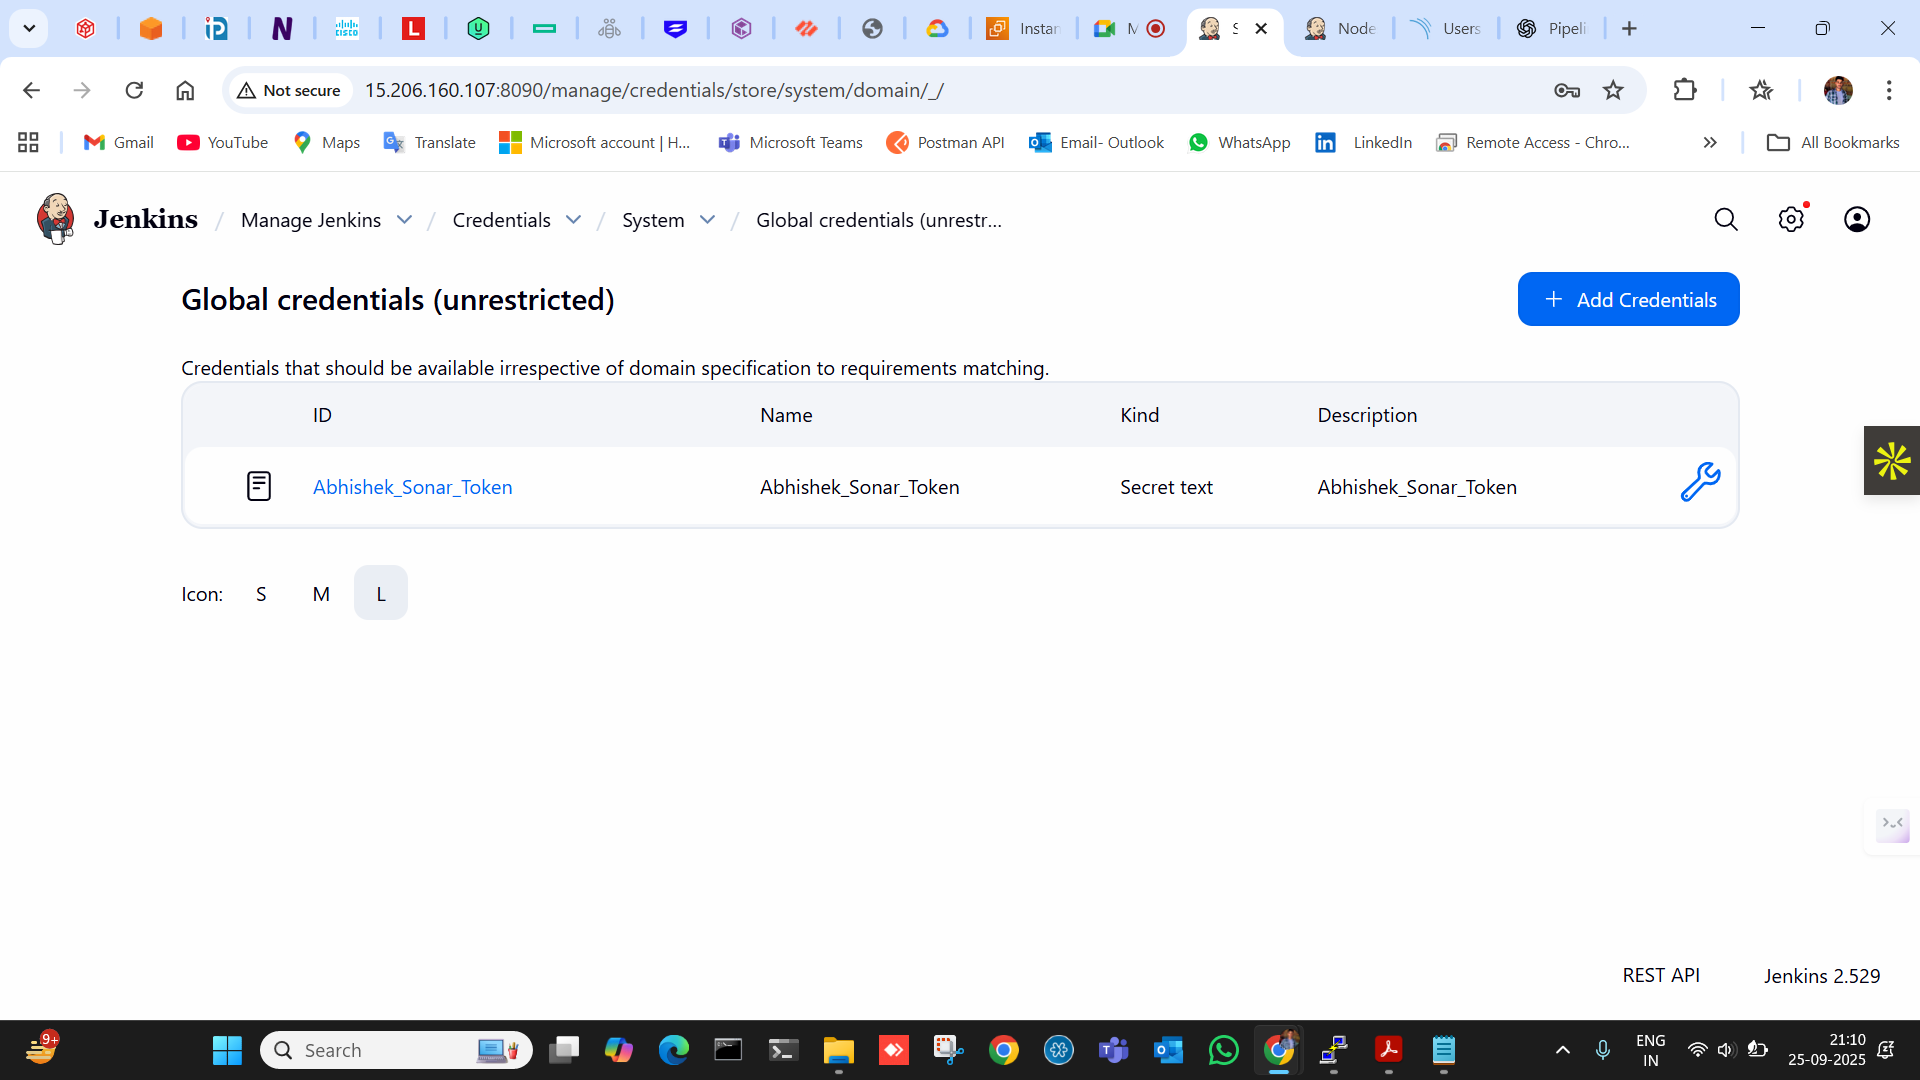 Instan
M
S
Node
Users
Pipeli
Not secure
15.206.160.107:8090/manage/credentials/store/system/domain/_/
Gmail
YouTube
Maps
Translate
Microsoft account | H...
Microsoft Teams
Postman API
Email- Outlook
WhatsApp
LinkedIn
Remote Access - Chro...
All Bookmarks
Jenkins / Manage Jenkins / Credentials / System / Global credentials (unrestr...
Global credentials (unrestricted)
+ Add Credentials
Credentials that should be available irrespective of domain specification to requirements matching.
ID Name Kind Description
Abhishek_Sonar_Token Abhishek_Sonar_Token Secret text Abhishek_Sonar_Token
Icon: S M L
REST API Jenkins 2.529
9+
Search
ENG
IN
21:10
25-09-2025